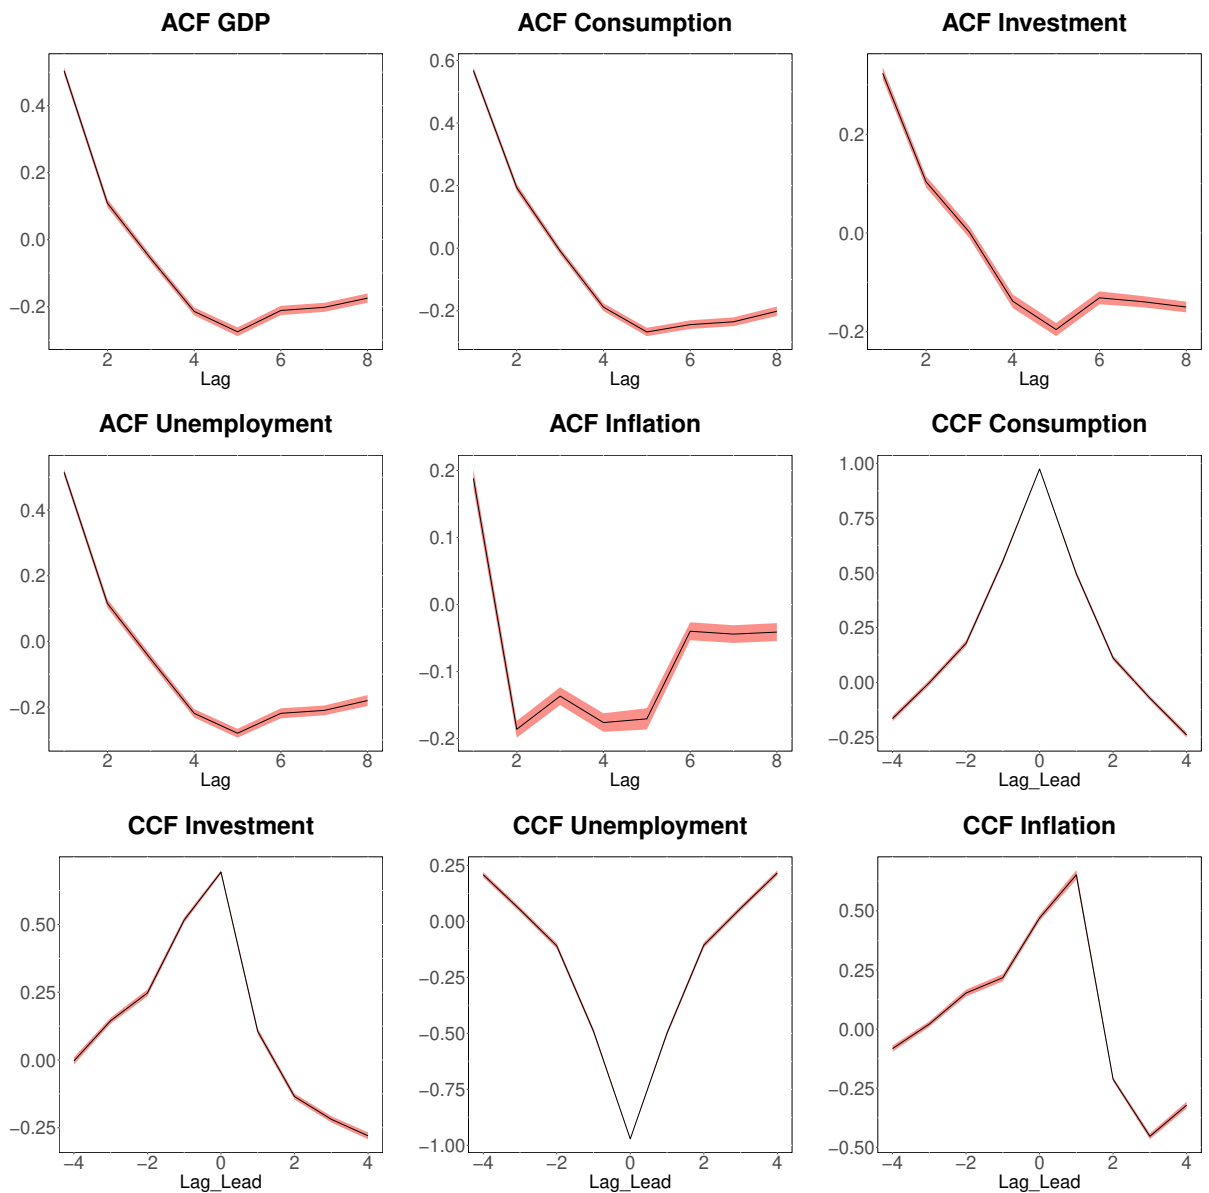 ACF GDP
0.4
0.2
0.0
−0.2
2 4 6 8
Lag
ACF Consumption
0.6
0.4
0.2
0.0
−0.2
2 4 6 8
Lag
ACF Investment
0.2
0.0
−0.2
2 4 6 8
Lag
ACF Unemployment
0.4
0.2
0.0
−0.2
2 4 6 8
Lag
ACF Inflation
0.2
0.1
0.0
−0.1
−0.2
2 4 6 8
Lag
CCF Consumption
1.00
0.75
0.50
0.25
0.00
−0.25
−4 −2 0 2 4
Lag_Lead
CCF Investment
0.50
0.25
0.00
−0.25
−4 −2 0 2 4
Lag_Lead
CCF Unemployment
0.25
0.00
−0.25
−0.50
−0.75
−1.00
−4 −2 0 2 4
Lag_Lead
CCF Inflation
0.50
0.25
0.00
−0.25
−0.50
−4 −2 0 2 4
Lag_Lead